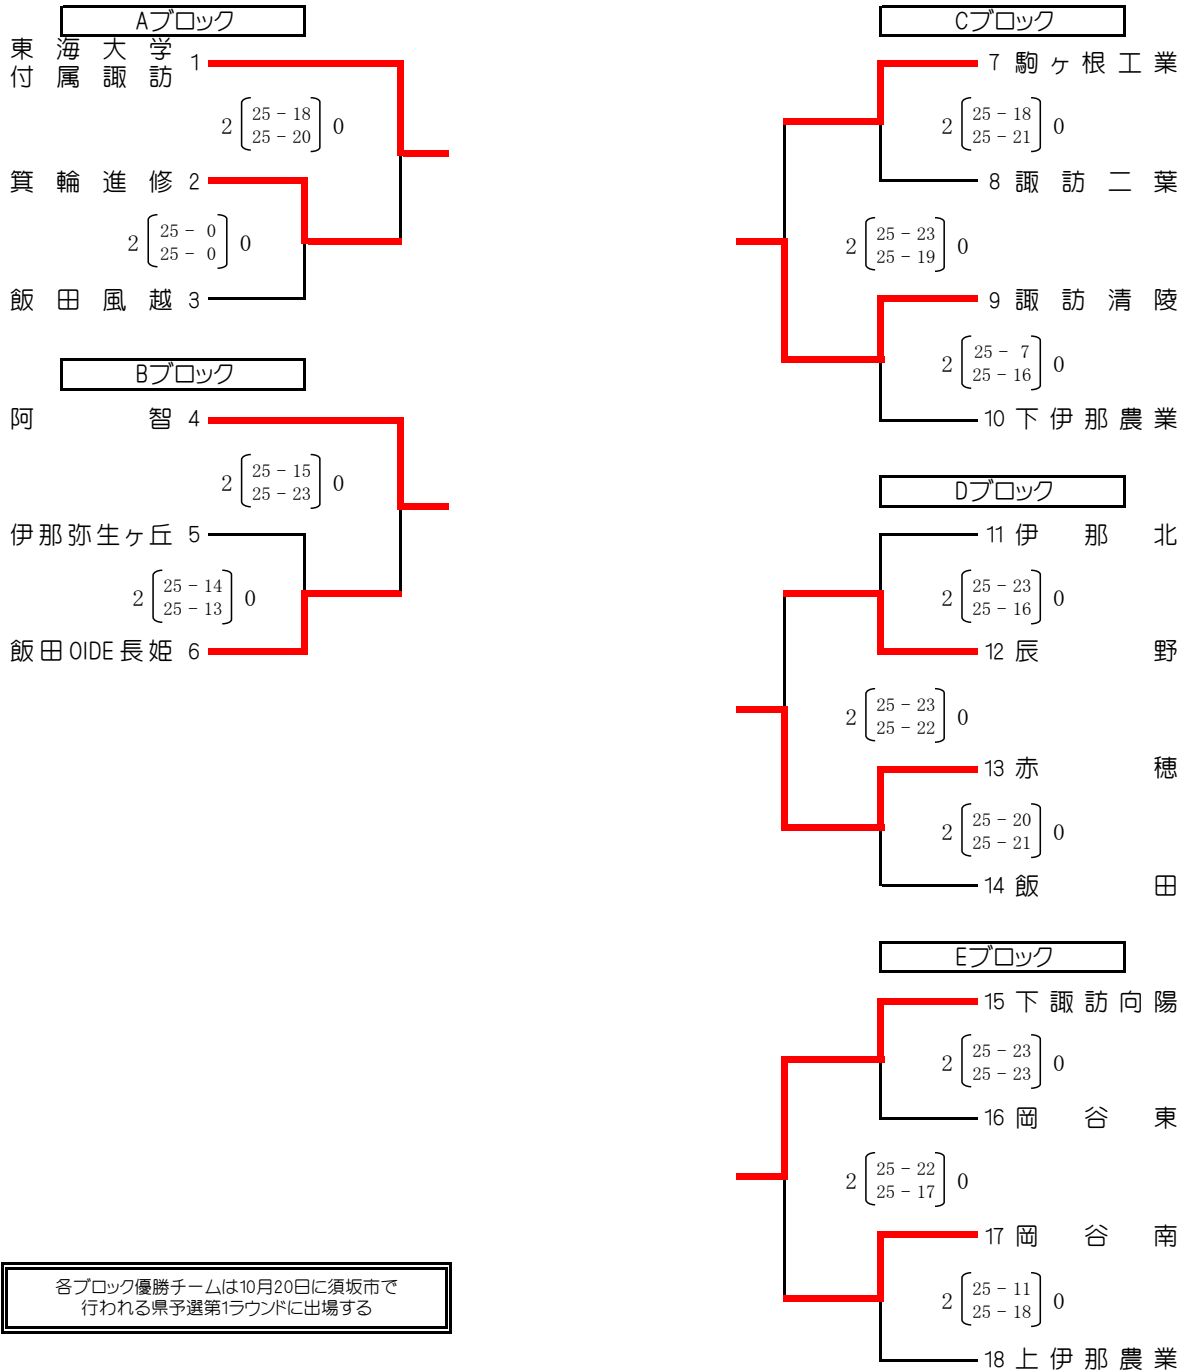 Aブロック
東海大学
付属諏訪 1
2 25 - 18 0
25 - 20
箕輪進修 2
2 25 - 0 0
25 - 0
飯田風越 3
Bブロック
阿智 4
2 25 - 15 0
25 - 23
伊那弥生ヶ丘 5
2 25 - 14 0
25 - 13
飯田OIDE長姫 6
各ブロック優勝チームは10月20日に須坂市で
行われる県予選第1ラウンドに出場する
Cブロック
7 駒ヶ根工業
2 25 - 18 0
25 - 21
8 諏訪二葉
2 25 - 23 0
25 - 19
9 諏訪清陵
2 25 - 7 0
25 - 16
10 下伊那農業
Dブロック
11 伊那北
2 25 - 23 0
25 - 16
12 辰野
2 25 - 23 0
25 - 22
13 赤穂
2 25 - 20 0
25 - 21
14 飯田
Eブロック
15 下諏訪向陽
2 25 - 23 0
25 - 23
16 岡谷東
2 25 - 22 0
25 - 17
17 岡谷南
2 25 - 11 0
25 - 18
18 上伊那農業